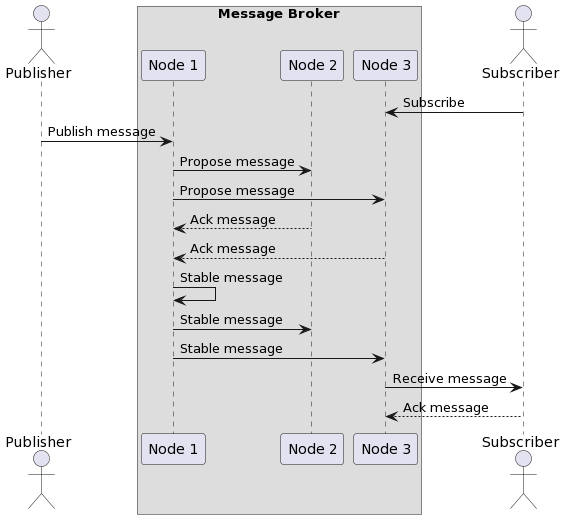 Message Broker
Publisher
Node 1
Node 2
Node 3
Subscriber
Subscribe
Publish message
Propose message
Propose message
Ack message
Ack message
Stable message
Stable message
Stable message
Receive message
Ack message
Publisher
Node 1
Node 2
Node 3
Subscriber